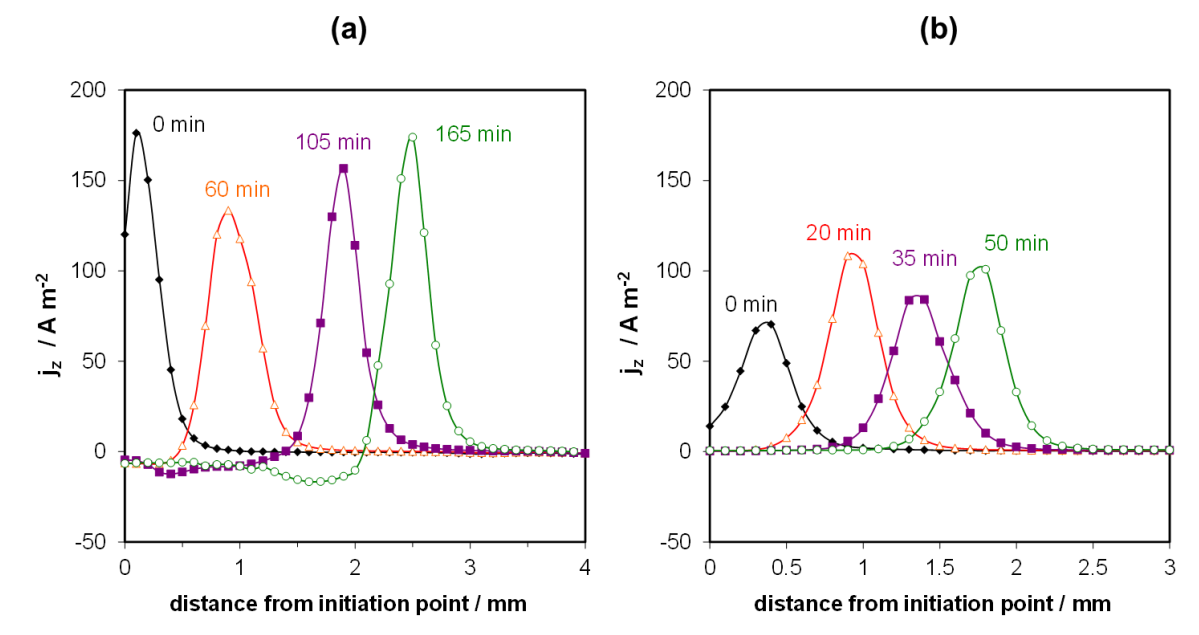 (a)
200
150
100
50
0
-50
0 1 2 3 4
j_z / A m^-2
distance from initiation point / mm
0 min
60 min
105 min
165 min
(b)
200
150
100
50
0
-50
0 0.5 1 1.5 2 2.5 3
j_z / A m^-2
distance from initiation point / mm
0 min
20 min
35 min
50 min